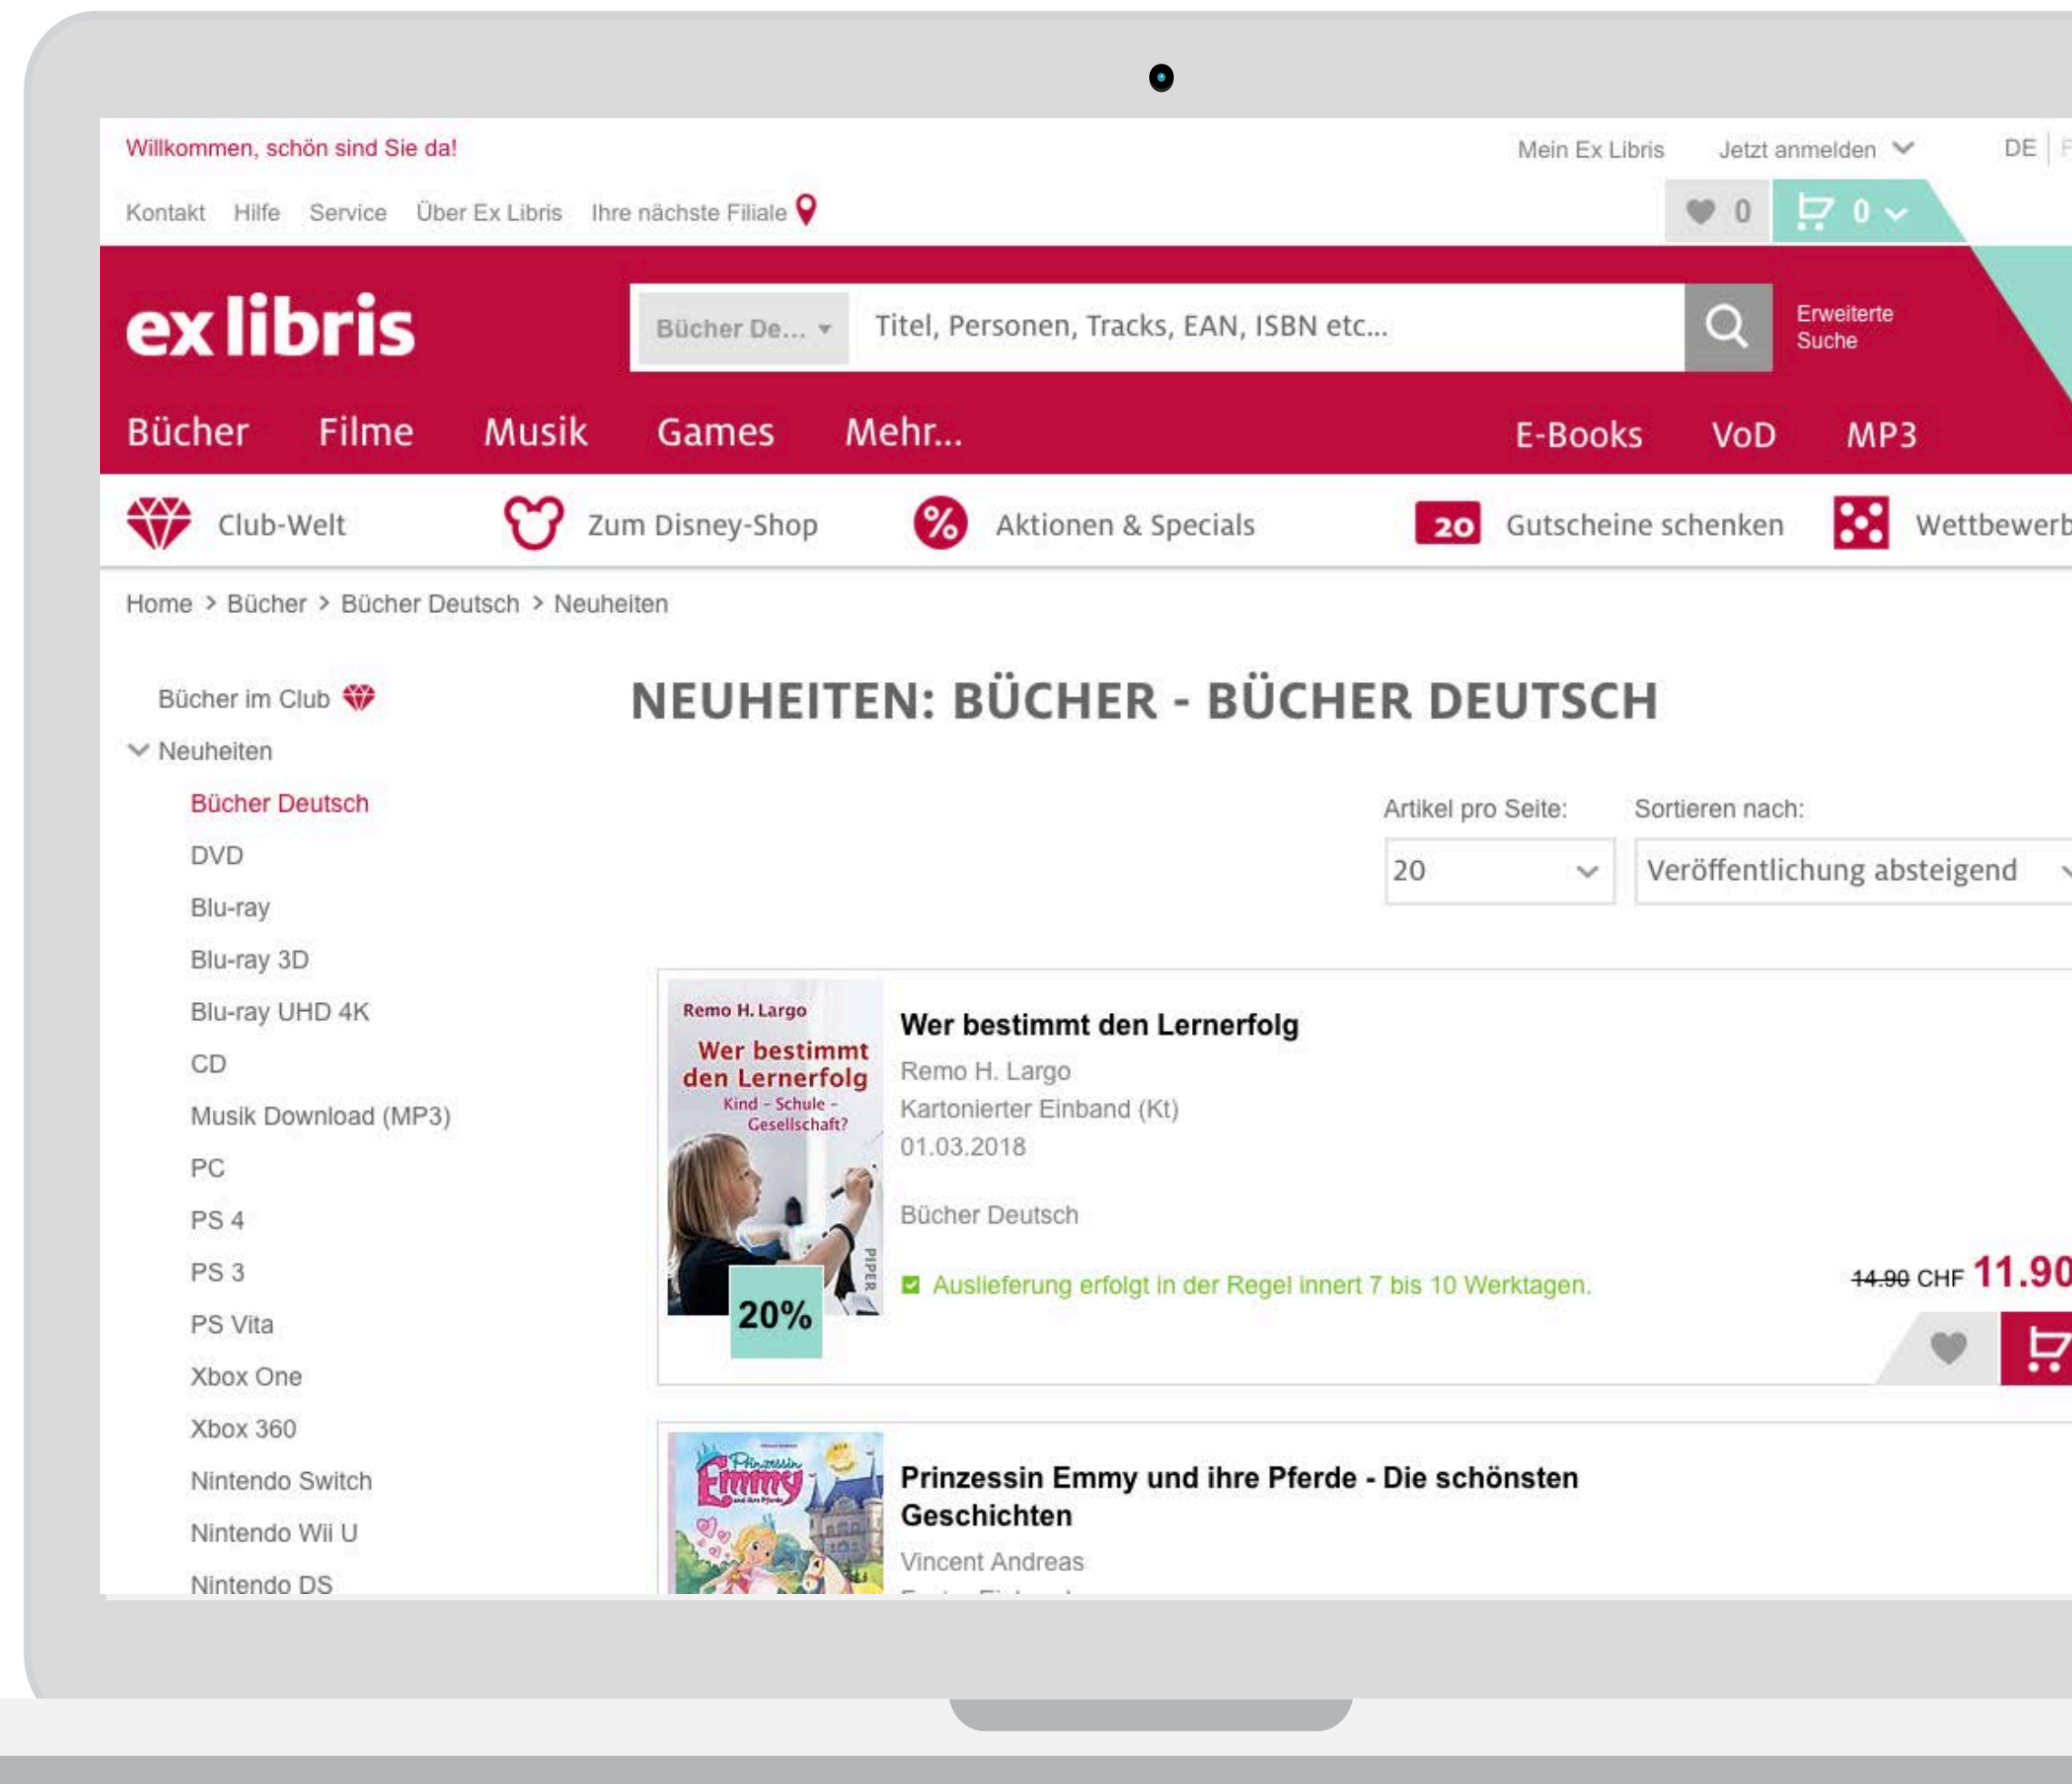 Willkommen, schön sind Sie da!
Mein Ex Libris Jetzt anmelden DE
Kontakt Hilfe Service Über Ex Libris Ihre nächste Filiale
0 0
ex libris
Bücher De... Titel, Personen, Tracks, EAN, ISBN etc...
Erweiterte
Suche
Bücher Filme Musik Games Mehr... E-Books VoD MP3
Club-Welt Zum Disney-Shop % Aktionen & Specials 20 Gutscheine schenken Wettbewerb
Home > Bücher > Bücher Deutsch > Neuheiten
Bücher im Club
Neuheiten
Bücher Deutsch
DVD
Blu-ray
Blu-ray 3D
Blu-ray UHD 4K
CD
Musik Download (MP3)
PC
PS 4
PS 3
PS Vita
Xbox One
Xbox 360
Nintendo Switch
Nintendo Wii U
Nintendo DS
NEUHEITEN: BÜCHER - BÜCHER DEUTSCH
Artikel pro Seite: Sortieren nach:
20 Veröffentlichung absteigend
Remo H. Largo
Wer bestimmt
den Lernerfolg
Kind – Schule –
Gesellschaft?
PIPER
20%
Wer bestimmt den Lernerfolg
Remo H. Largo
Kartonierter Einband (Kt)
01.03.2018
Bücher Deutsch
Auslieferung erfolgt in der Regel innert 7 bis 10 Werktagen.
14.90 CHF 11.90
Prinzessin
Emmy
und ihre Pferde
Prinzessin Emmy und ihre Pferde - Die schönsten
Geschichten
Vincent Andreas